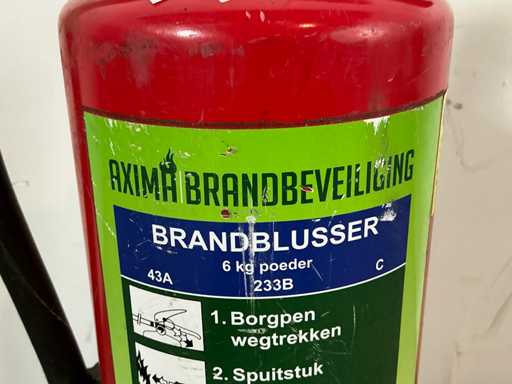 AXIMA BRANDBEVEILIGING
BRANDBLUSSER
6 kg poeder
43A 233B C
1. Borgpen
wegtrekken
2. Spuitstuk